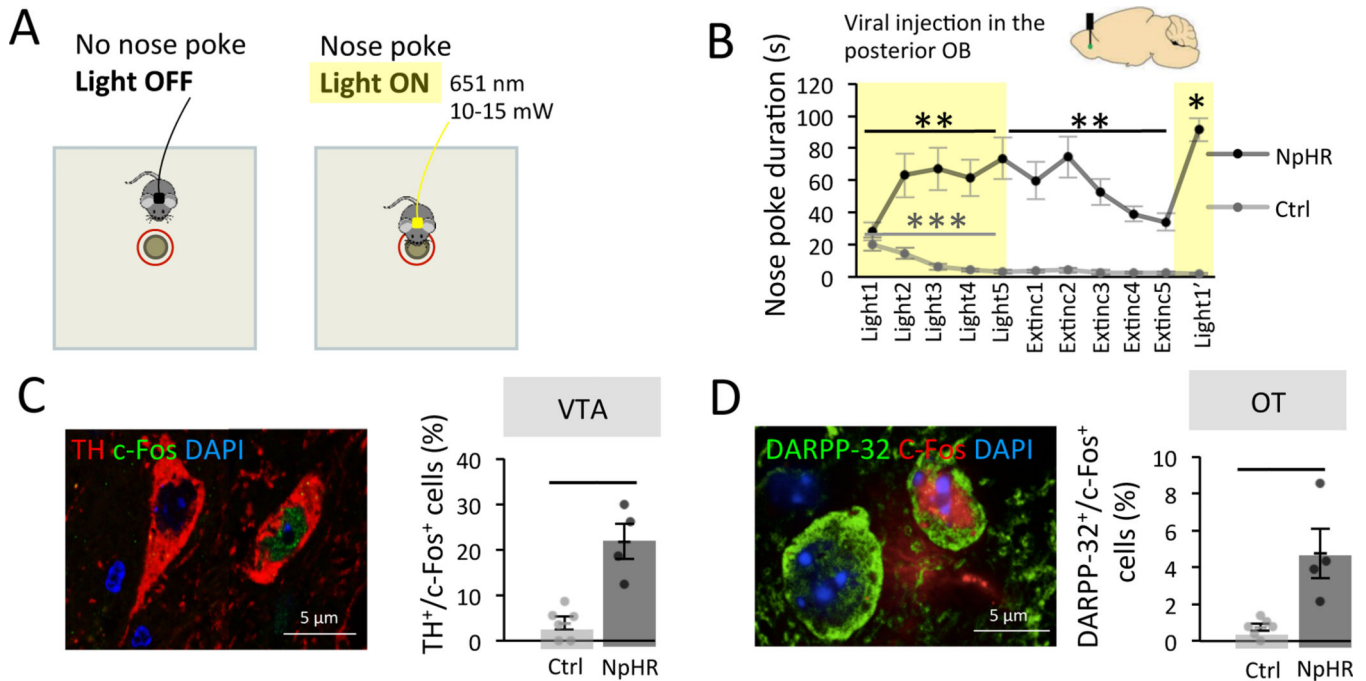 A
No nose poke
Light OFF
Nose poke
Light ON
651 nm
10-15 mW
B
Viral injection in the
posterior OB
Nose poke duration (s)
120
100
80
60
40
20
0
**
**
*
***
NpHR
Ctrl
Light1
Light2
Light3
Light4
Light5
Extinc1
Extinc2
Extinc3
Extinc4
Extinc5
Light1’
C
TH c-Fos DAPI
5 µm
VTA
TH⁺/c-Fos⁺ cells (%)
40
30
20
10
0
Ctrl
NpHR
D
DARPP-32 C-Fos DAPI
5 µm
OT
DARPP-32⁺/c-Fos⁺
cells (%)
10
8
6
4
2
0
Ctrl
NpHR